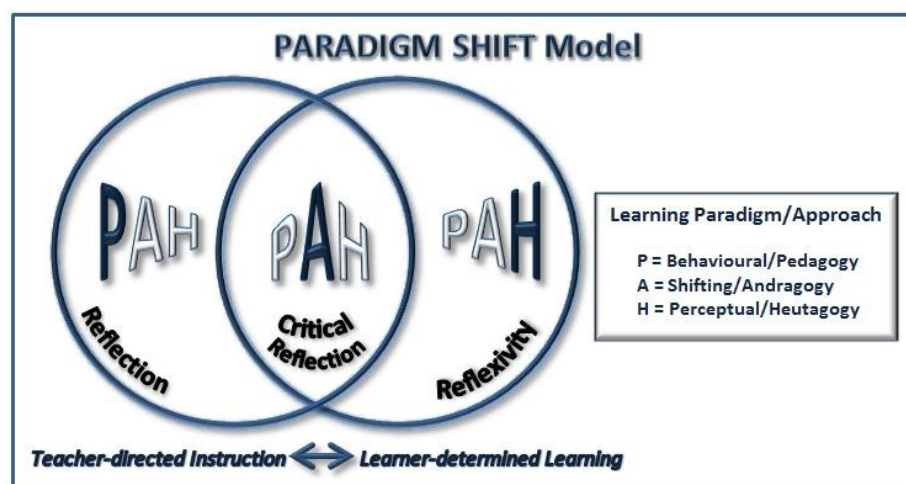 PARADIGM SHIFT Model
PAH
PAH
PAH
Reflection
Critical
Reflection
Reflexivity
Learning Paradigm/Approach
P = Behavioural/Pedagogy
A = Shifting/Andragogy
H = Perceptual/Heutagogy
Teacher-directed Instruction
Learner-determined Learning